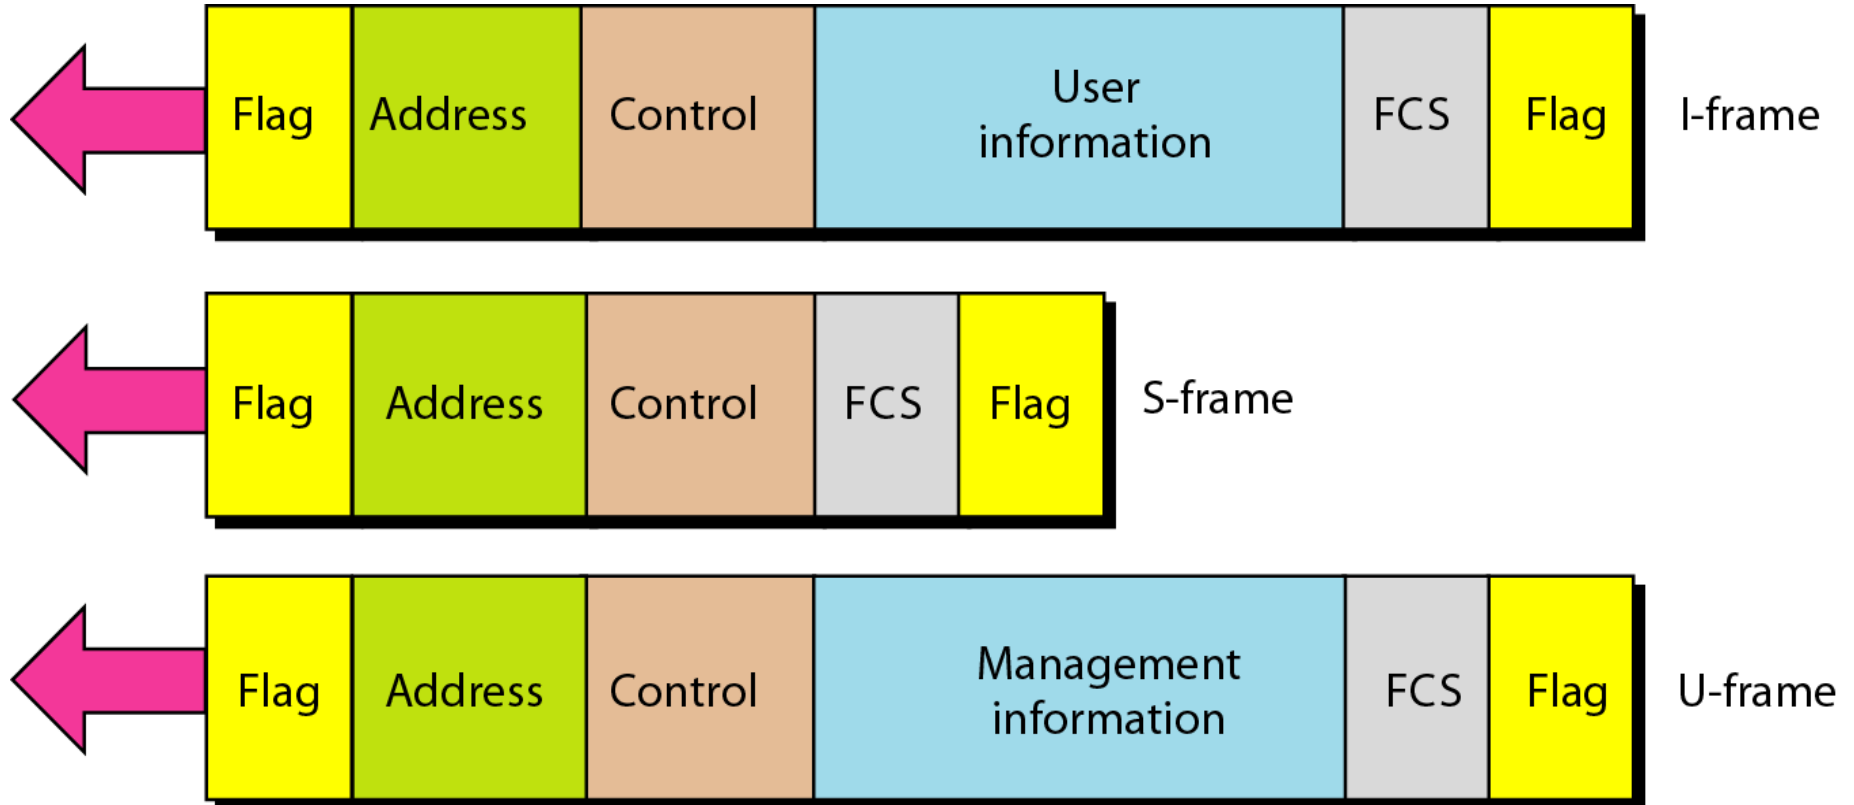 Flag Address Control User information FCS Flag I-frame
Flag Address Control FCS Flag S-frame
Flag Address Control Management information FCS Flag U-frame